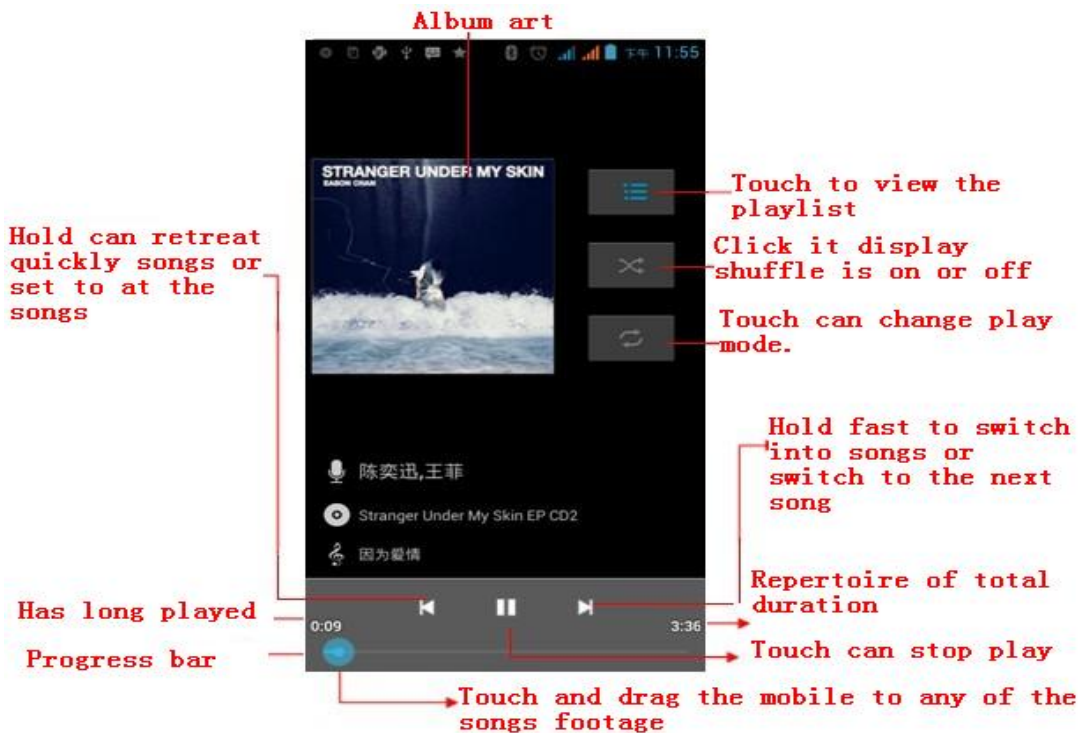 Album art
下午 11:55
STRANGER UNDER MY SKIN
EASON CHAN
Touch to view the
playlist
Hold can retreat
quickly songs or
set to at the
songs
Click it display
shuffle is on or off
Touch can change play
mode.
Hold fast to switch
into songs or
switch to the next
song
陈奕迅,王菲
Stranger Under My Skin EP CD2
因为爱情
Repertoire of total
duration
Has long played
0:09
3:36
Touch can stop play
Progress bar
Touch and drag the mobile to any of the
songs footage